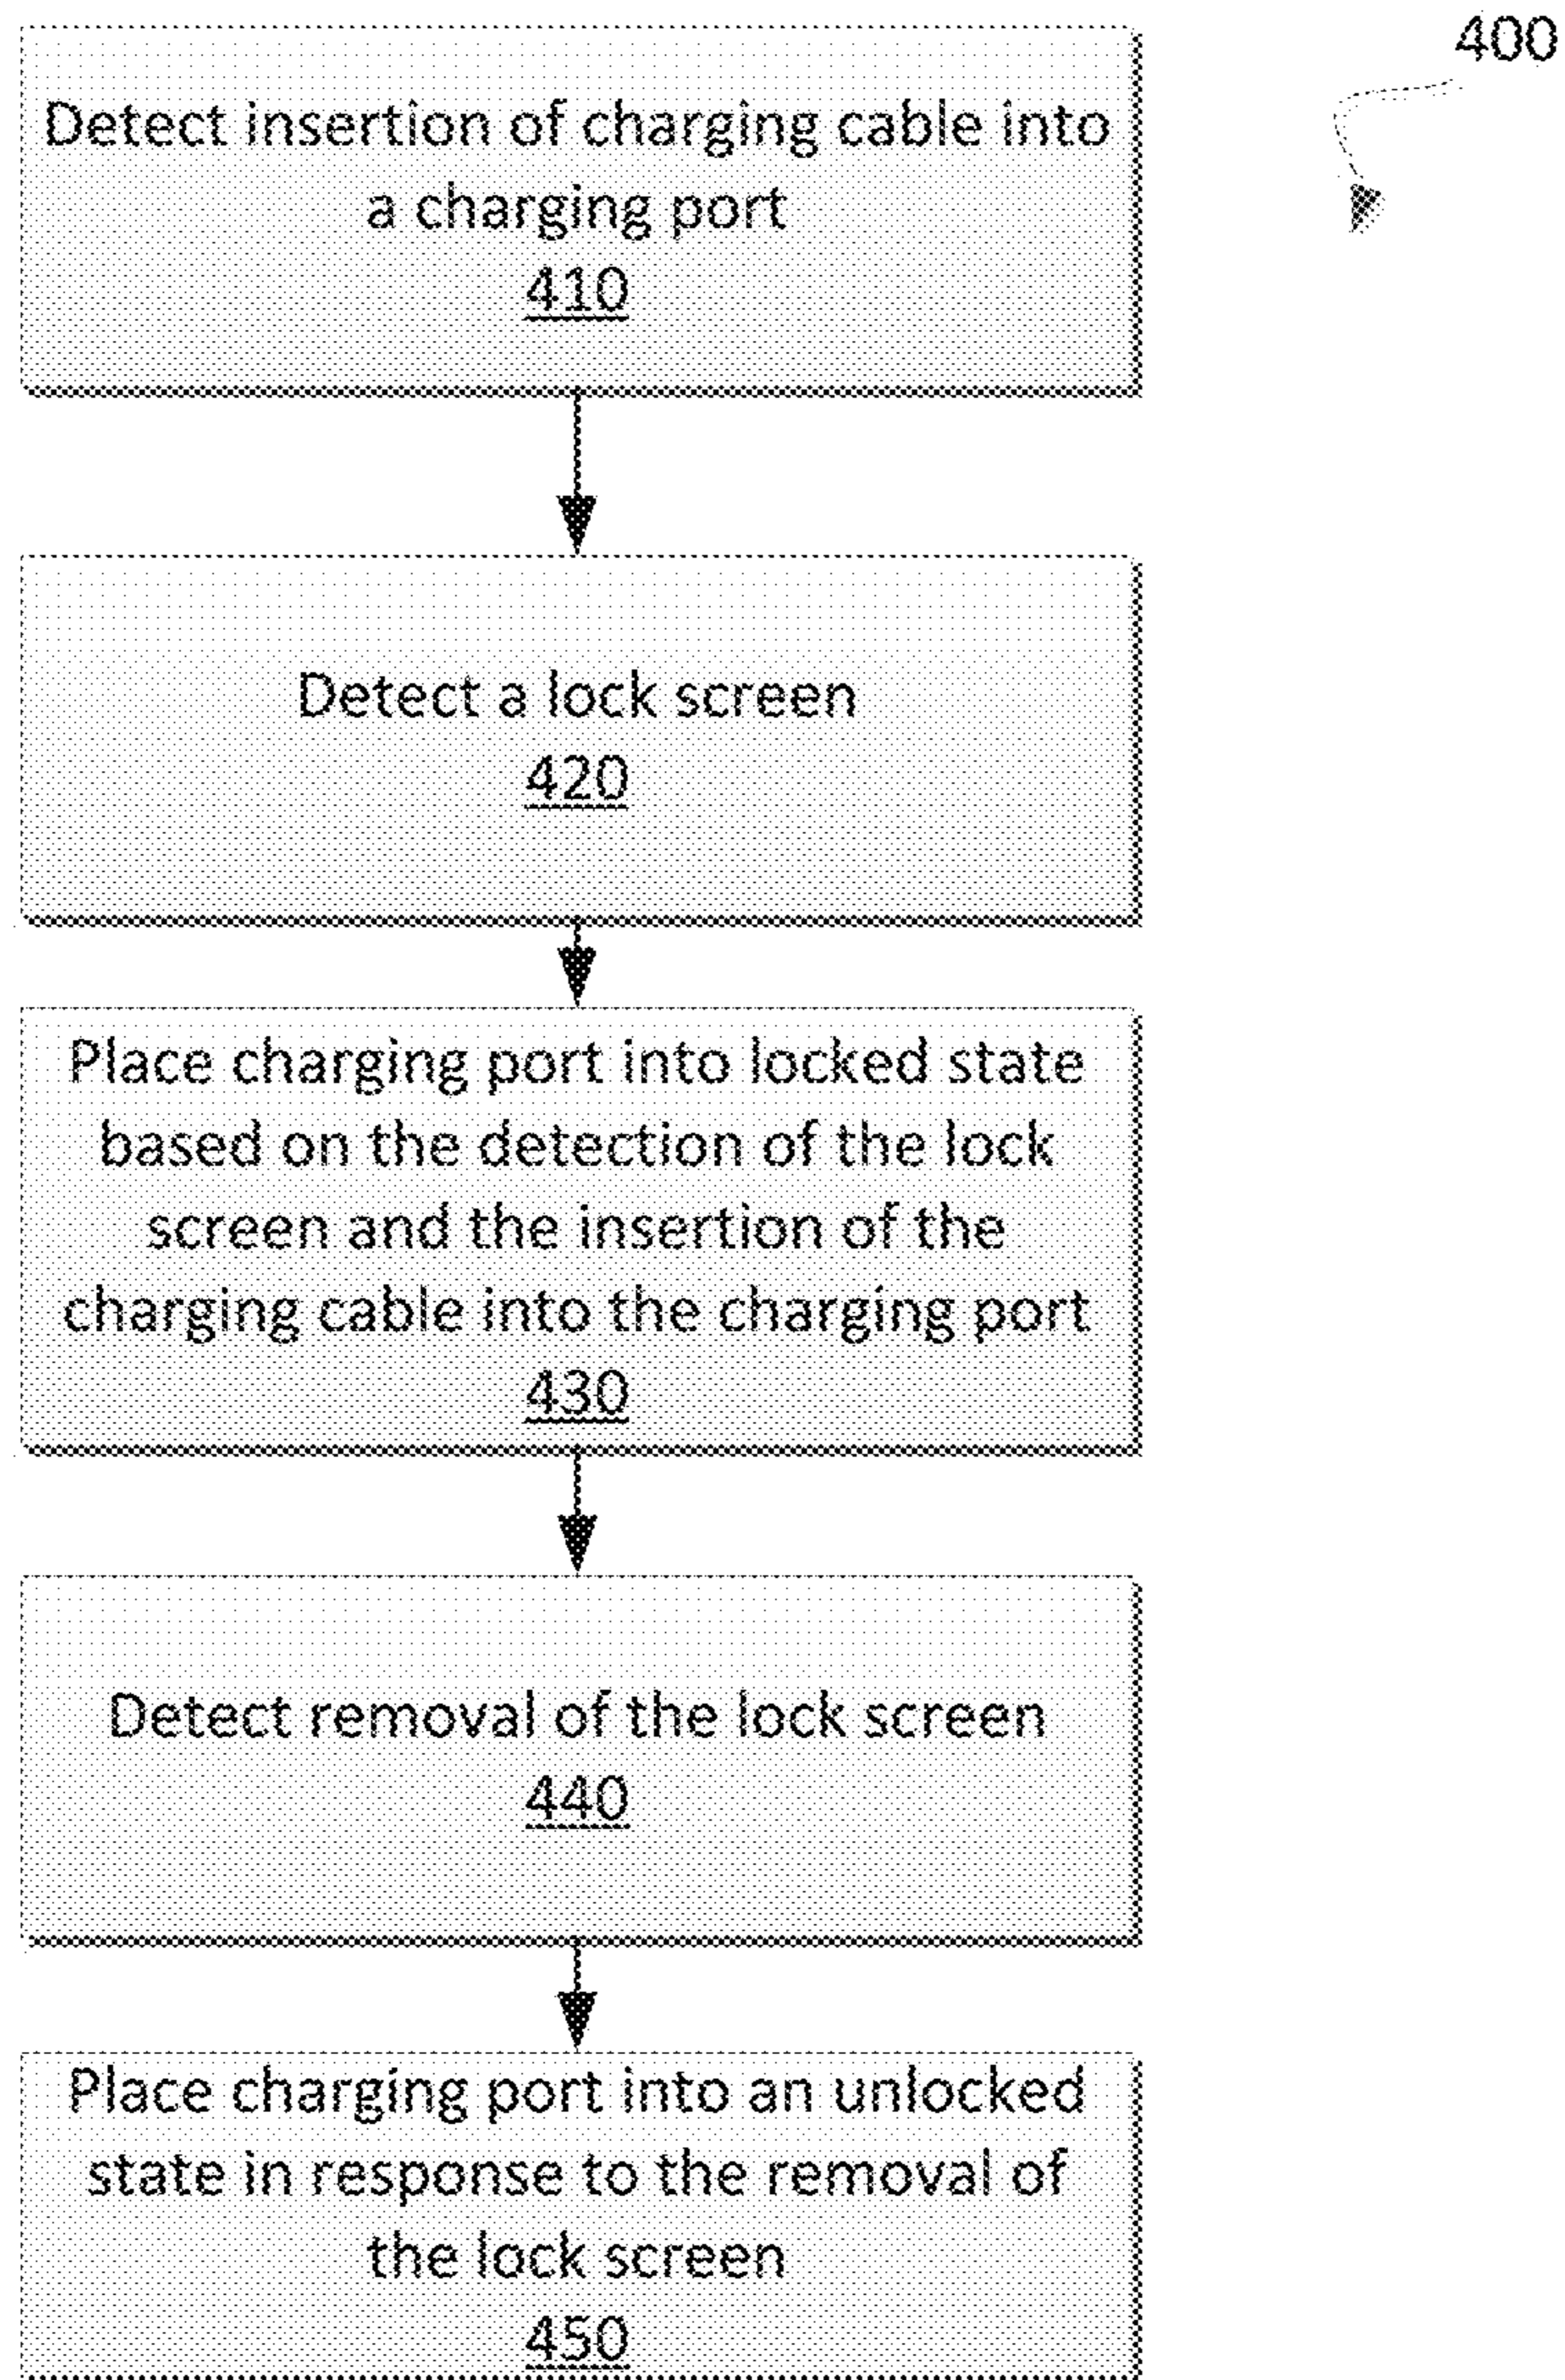 400
Detect insertion of charging cable into
a charging port
410
Detect a lock screen
420
Place charging port into locked state
based on the detection of the lock
screen and the insertion of the
charging cable into the charging port
430
Detect removal of the lock screen
440
Place charging port into an unlocked
state in response to the removal of
the lock screen
450